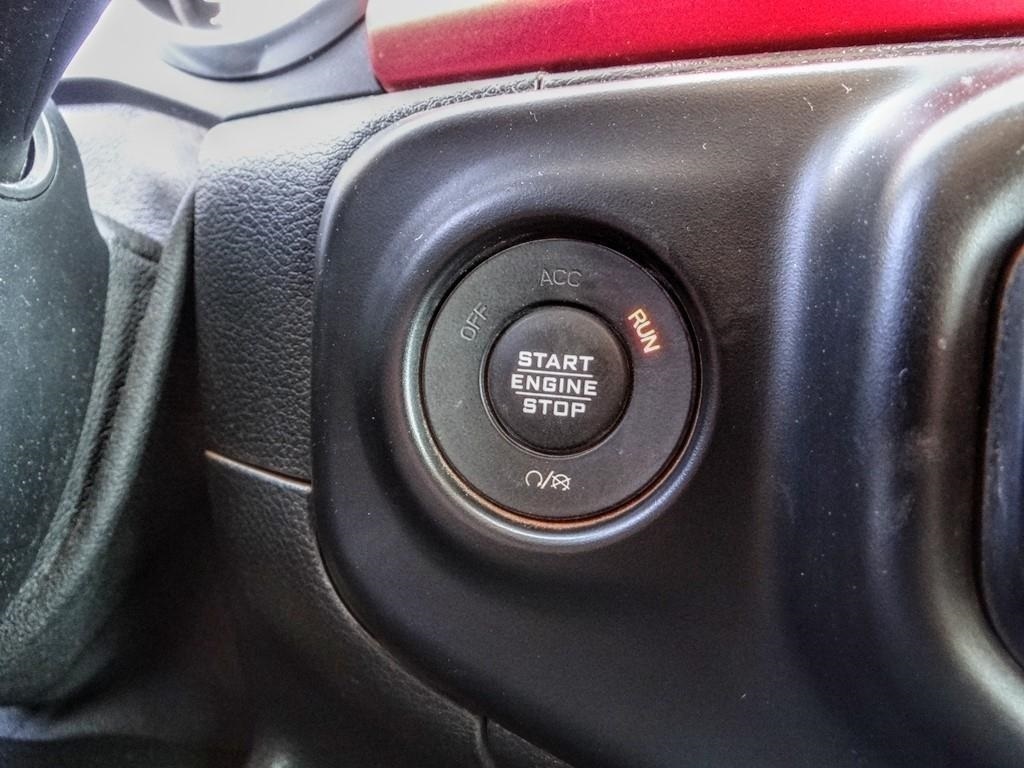 ACC
OFF
RUN
START
ENGINE
STOP